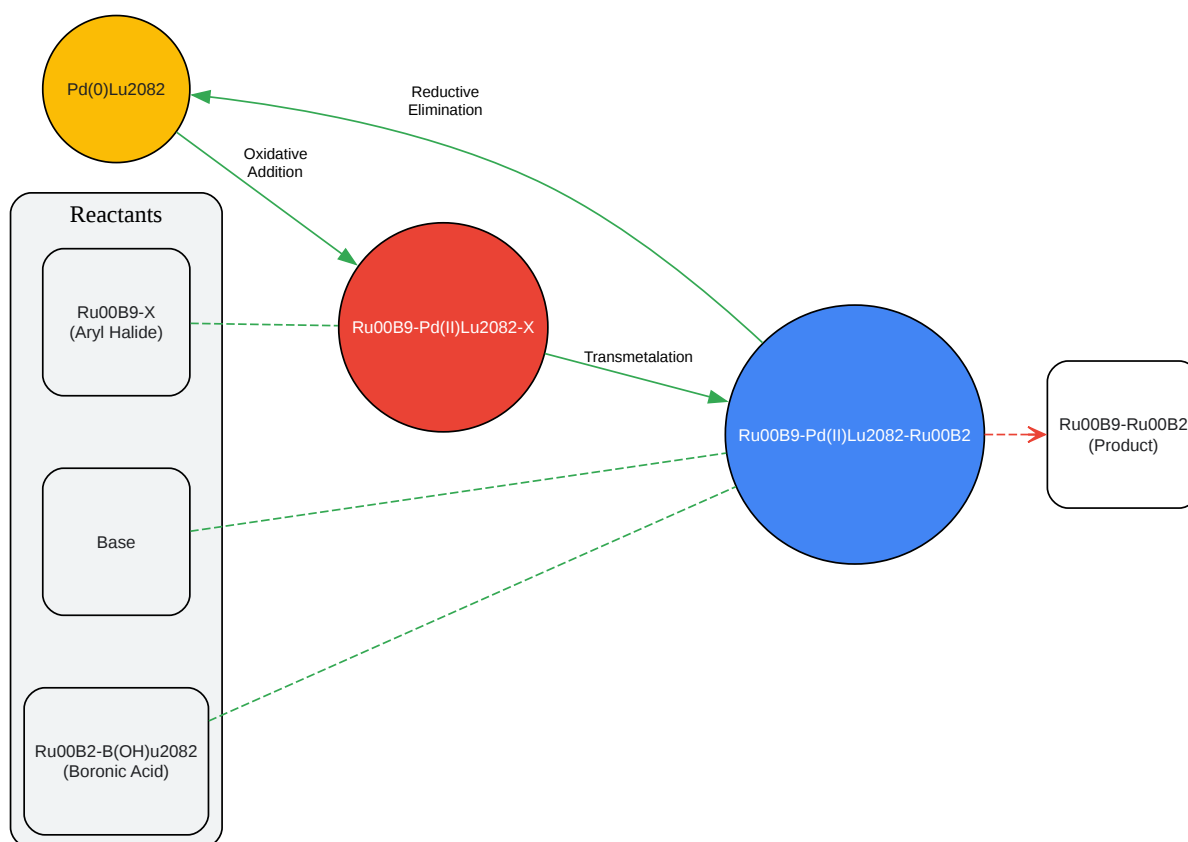 Pd(0)Lu2082
Reductive
Elimination
Oxidative
Addition
Reactants
Ru00B9-X
(Aryl Halide)
Ru00B9-Pd(II)Lu2082-X
Transmetalation
Ru00B9-Pd(II)Lu2082-Ru00B2
Ru00B9-Ru00B2
(Product)
Base
Ru00B2-B(OH)u2082
(Boronic Acid)